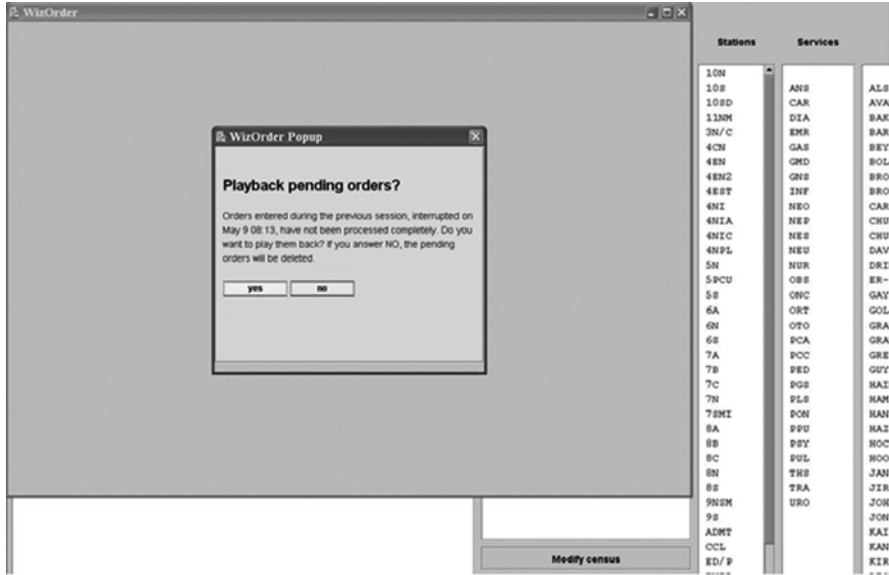 WizOrder
WizOrder Popup
Playback pending orders?
Orders entered during the previous session, interrupted on
May 9 08:13, have not been processed completely. Do you
want to play them back? If you answer NO, the pending
orders will be deleted.
yes no
Modify census
Stations
10N
10S
10SD
11NM
3N/C
4CN
4EN
4EN2
4EST
4NI
4NIA
4NIC
4NPL
5N
5PCU
5S
6A
6N
6S
7A
7B
7C
7N
7SMI
8A
8B
8C
8N
8S
9NSM
9S
ADMT
CCL
ED/P
Services
ANS
CAR
DIA
EMR
GAS
GMD
GNS
INF
NEO
NEP
NES
NEU
NUR
OBS
ONC
ORT
OTO
PCA
PCC
PED
PGS
PLS
PON
PPU
PSY
PUL
THS
TRA
URO
ALS
AVA
BAK
BAR
BEY
BOL
BRO
BRO
CAR
CHU
CHU
DAV
DRI
ER-
GAY
GOL
GRA
GRA
GRE
GUY
HAI
HAM
HAN
HAZ
HOC
HOO
JAN
JIR
JOH
JON
KAI
KAN
KIR